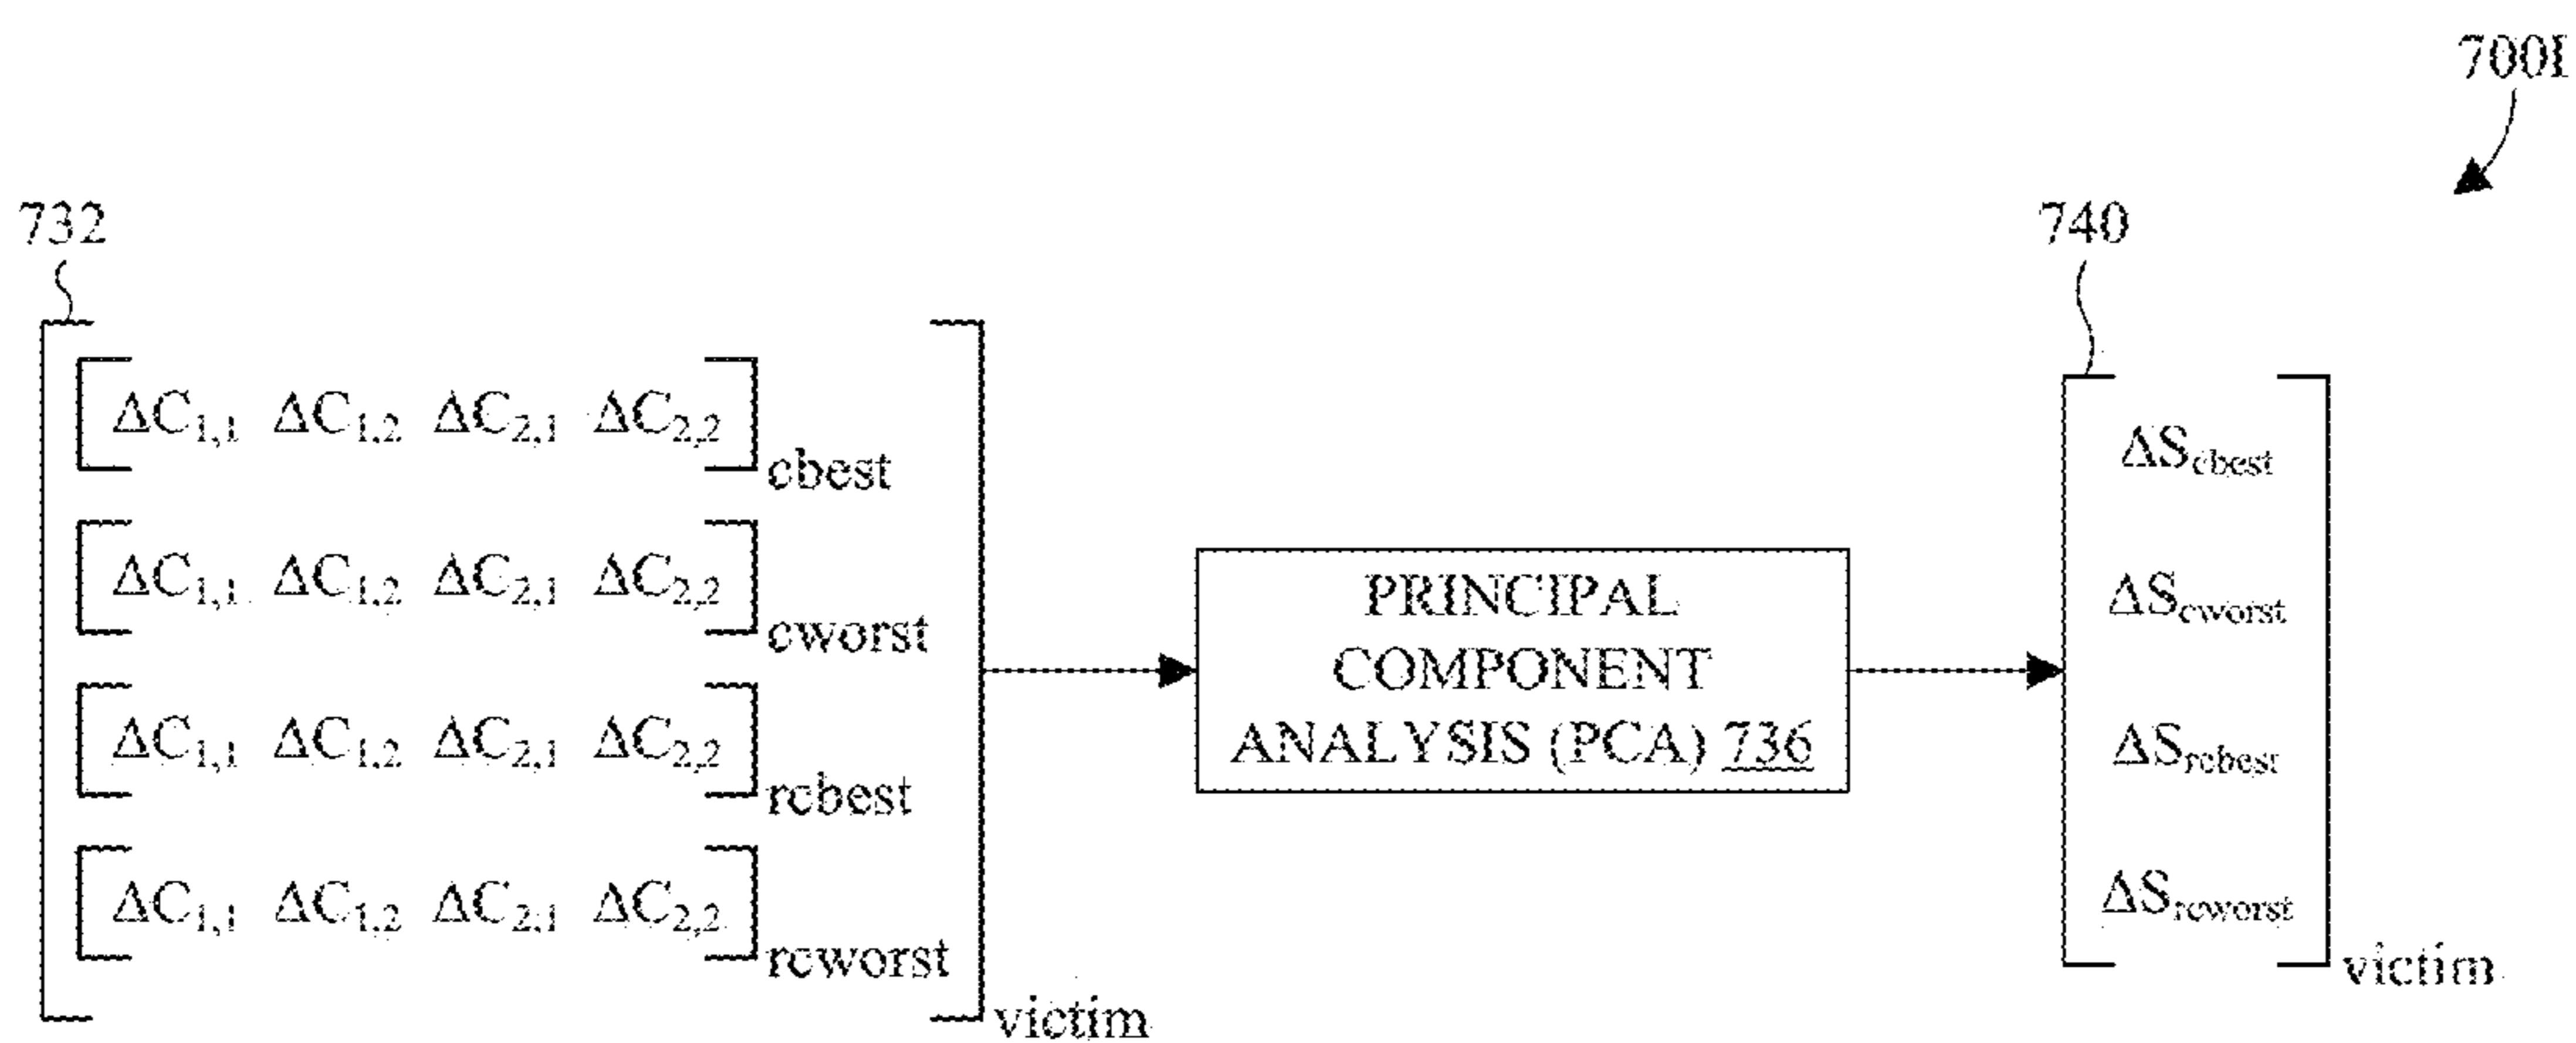 700I
732
740
ΔC1,1 ΔC1,2 ΔC2,1 ΔC2,2
cbest
ΔC1,1 ΔC1,2 ΔC2,1 ΔC2,2
cworst
ΔC1,1 ΔC1,2 ΔC2,1 ΔC2,2
rcbest
ΔC1,1 ΔC1,2 ΔC2,1 ΔC2,2
rcworst
victim
PRINCIPAL
COMPONENT
ANALYSIS (PCA) 736
ΔScbest
ΔScworst
ΔSrcbest
ΔSrcworst
victim